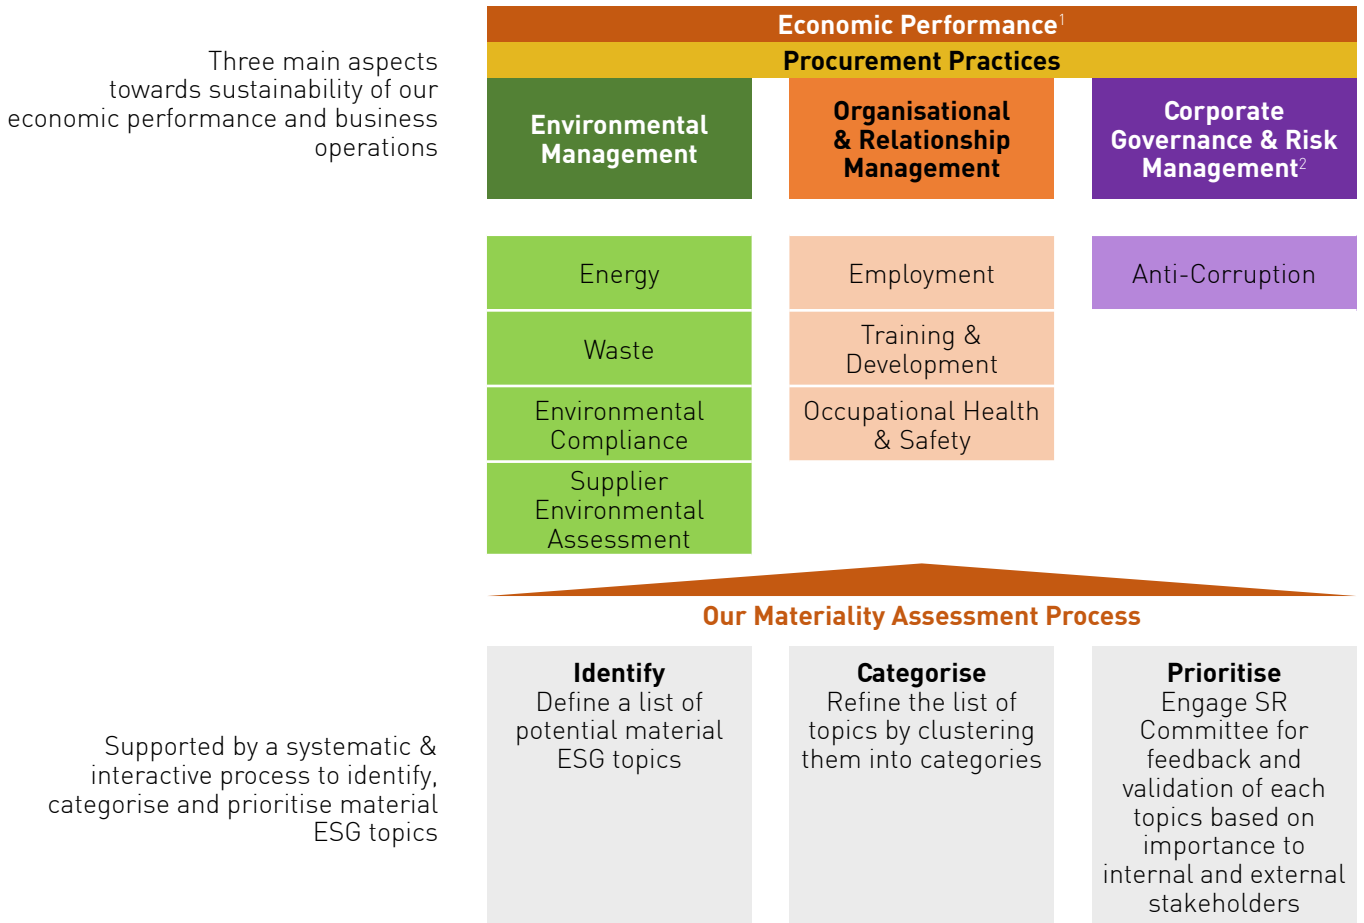 Economic Performance¹
Procurement Practices
Three main aspects
towards sustainability of our
economic performance and business
operations
Environmental
Management
Organisational
& Relationship
Management
Corporate
Governance & Risk
Management²
Energy
Waste
Environmental
Compliance
Supplier
Environmental
Assessment
Employment
Training &
Development
Occupational Health
& Safety
Anti-Corruption
Our Materiality Assessment Process
Supported by a systematic &
interactive process to identify,
categorise and prioritise material
ESG topics
Identify
Define a list of
potential material
ESG topics
Categorise
Refine the list of
topics by clustering
them into categories
Prioritise
Engage SR
Committee for
feedback and
validation of each
topics based on
importance to
internal and external
stakeholders